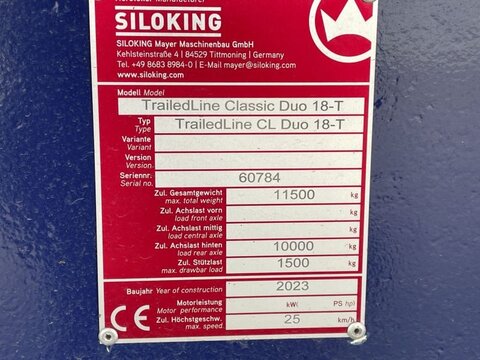 Hersteller Manufacturer
SILOKING
SILOKING Mayer Maschinenbau GmbH
Kehlsteinstraße 4 | 84529 Tittmoning | Germany
Tel. +49 8683 8984-0 | E-Mail mayer@siloking.com
www.siloking.com
Modell Model
TrailedLine Classic Duo 18-T
Typ TrailedLine CL Duo 18-T
Type
Variante
Variant
Version
Version.
Seriennr. 60784
Serial no.
Zul. Gesamtgewicht 11500 kg
max. total weight
Zul. Achslast vorn kg
load front axle
Zul. Achslast mittig kg
load central axle
Zul. Achslast hinten 10000 kg
load rear axle
Zul. Stützlast 1500 kg
max. drawbar load
Baujahr Year of construction 2023
Motorleistung kW( PS hp)
Motor performance
Zul. Höchstgeschw. 25 km/h
max. speed
CE